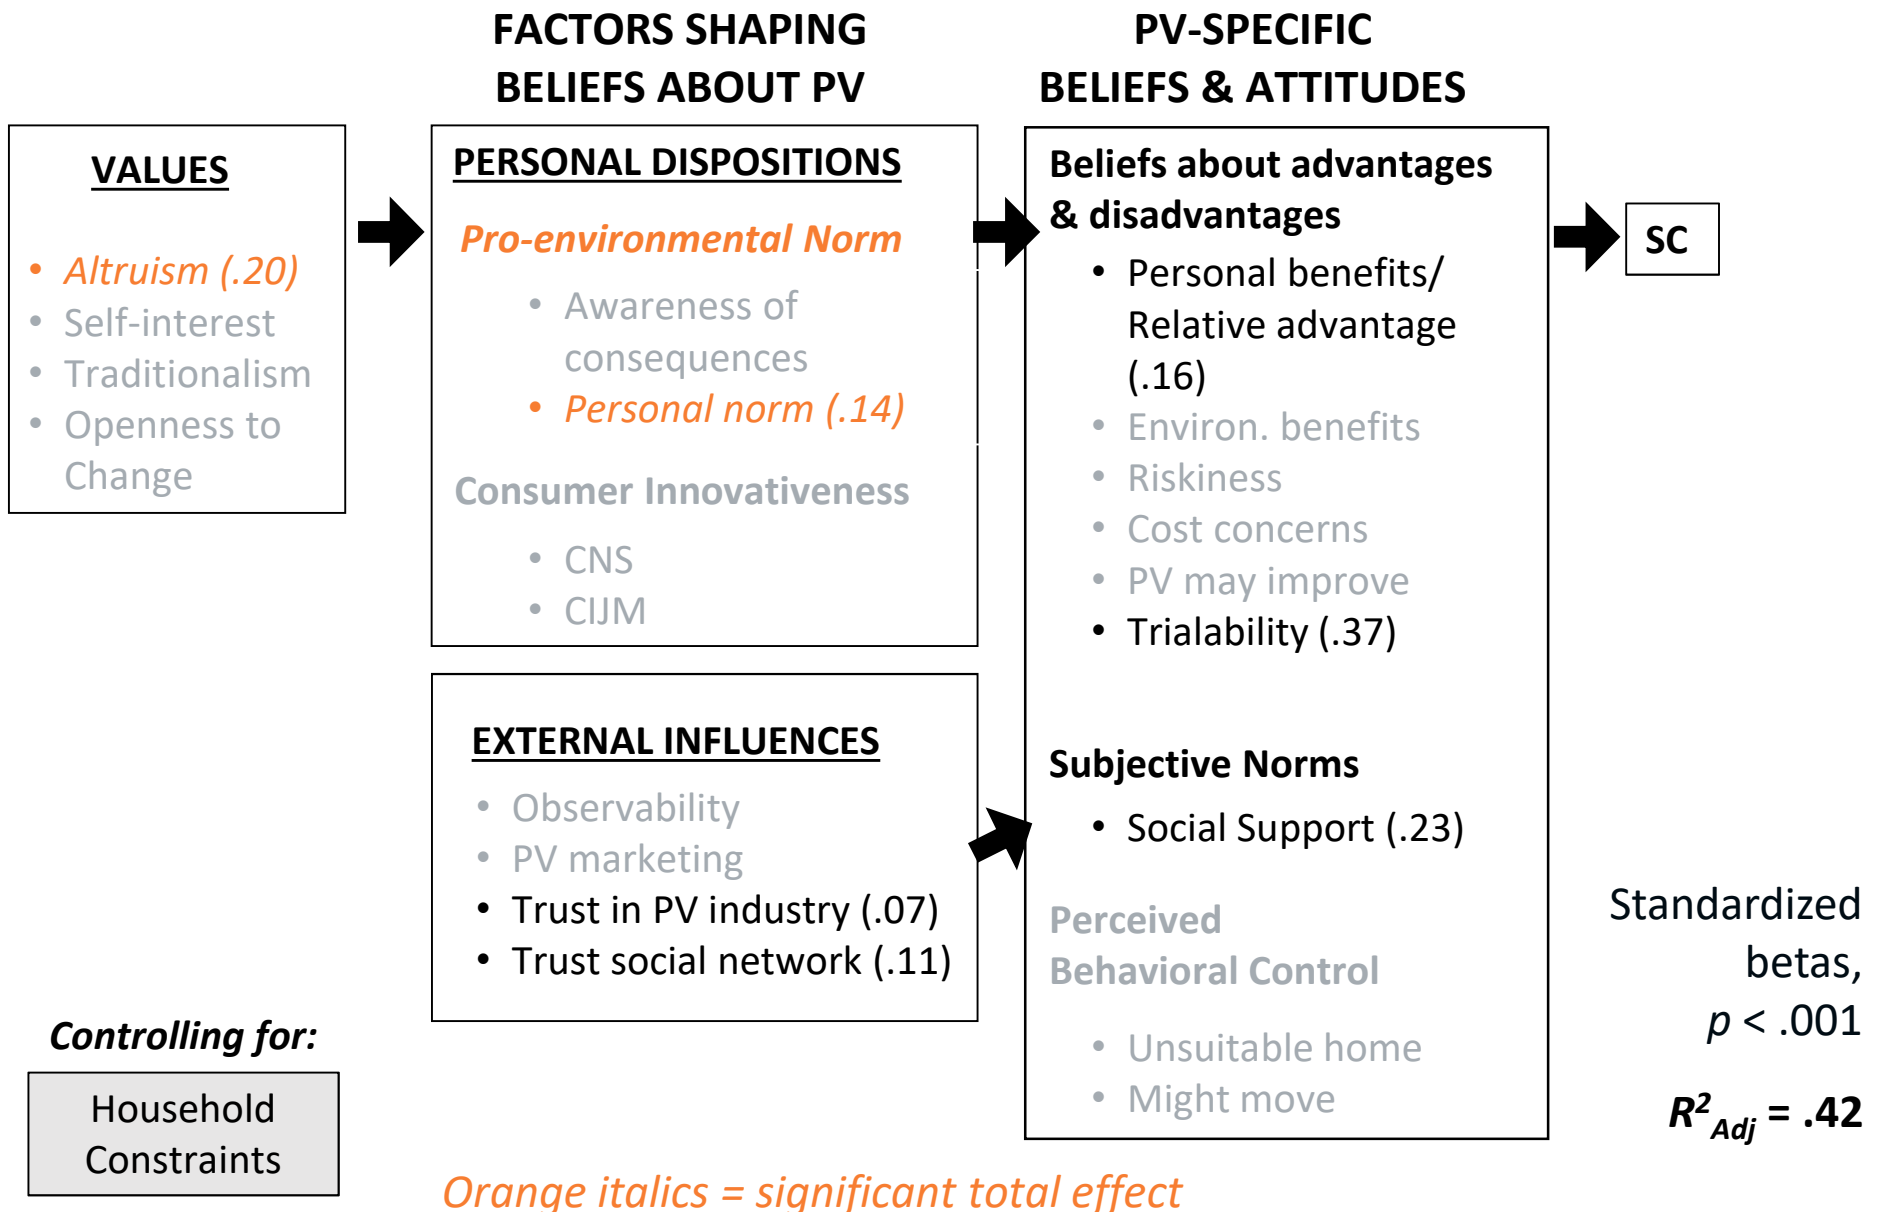 FACTORS SHAPING
BELIEFS ABOUT PV
PV-SPECIFIC
BELIEFS & ATTITUDES
VALUES
• Altruism (.20)
• Self-interest
• Traditionalism
• Openness to
Change
PERSONAL DISPOSITIONS
Pro-environmental Norm
• Awareness of
consequences
• Personal norm (.14)
Consumer Innovativeness
• CNS
• CIJM
EXTERNAL INFLUENCES
• Observability
• PV marketing
• Trust in PV industry (.07)
• Trust social network (.11)
Beliefs about advantages
& disadvantages
• Personal benefits/
Relative advantage
(.16)
• Environ. benefits
• Riskiness
• Cost concerns
• PV may improve
• Trialability (.37)
Subjective Norms
• Social Support (.23)
Perceived
Behavioral Control
• Unsuitable home
• Might move
SC
Standardized
betas,
p < .001
R²Adj = .42
Controlling for:
Household
Constraints
Orange italics = significant total effect